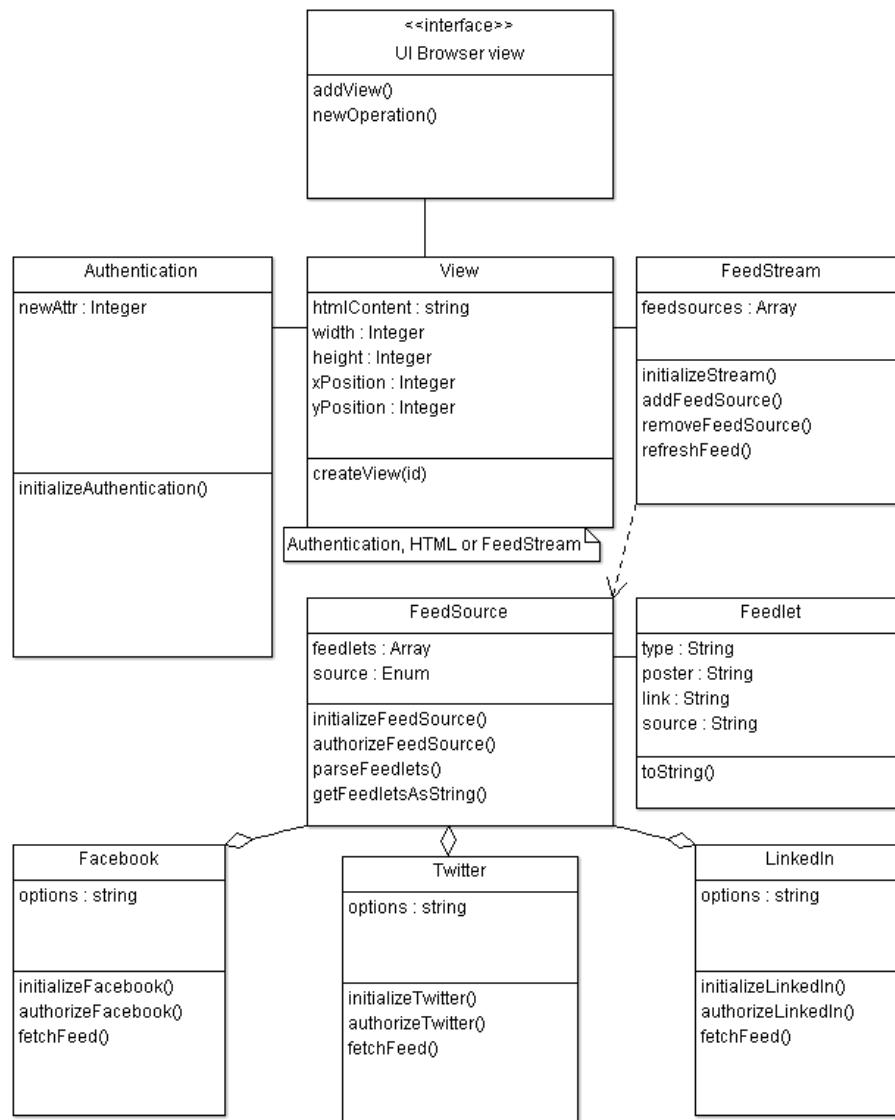 <<interface>>
UI Browser view
addView()
newOperation()
Authentication
newAttr : Integer
initializeAuthentication()
View
htmlContent : string
width : Integer
height : Integer
xPosition : Integer
yPosition : Integer
createView(id)
Authentication, HTML or FeedStream
FeedStream
feedsources : Array
initializeStream()
addFeedSource()
removeFeedSource()
refreshFeed()
FeedSource
feedlets : Array
source : Enum
initializeFeedSource()
authorizeFeedSource()
parseFeedlets()
getFeedletsAsString()
Feedlet
type : String
poster : String
link : String
source : String
toString()
Facebook
options : string
initializeFacebook()
authorizeFacebook()
fetchFeed()
Twitter
options : string
initializeTwitter()
authorizeTwitter()
fetchFeed()
LinkedIn
options : string
initializeLinkedIn()
authorizeLinkedIn()
fetchFeed()